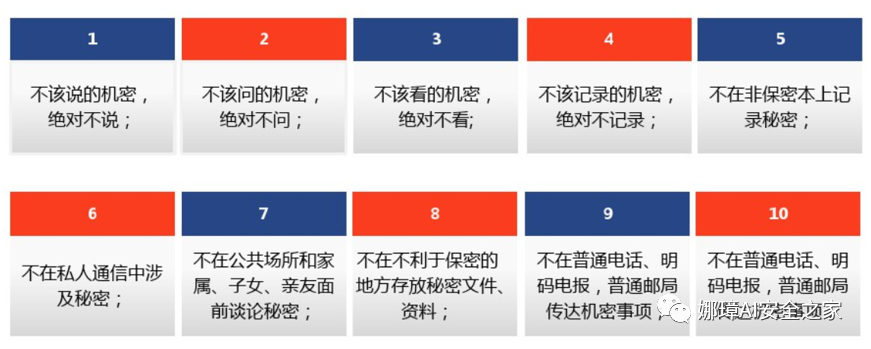 1
不该说的机密，
绝对不说；
2
不该问的机密，
绝对不问；
3
不该看的机密，
绝对不看;
4
不该记录的机密，
绝对不记录；
5
不在非保密本上记
录秘密；
6
不在私人通信中涉
及秘密；
7
不在公共场所和家
属、子女、亲友面
前谈论秘密；
8
不在不利于保密的
地方存放秘密文件、
资料；
9
不在普通电话、明
码电报，普通邮局
传达机密事项；
10
不在普通电话、明
码电报，普通邮局
娜璋AI安全之家